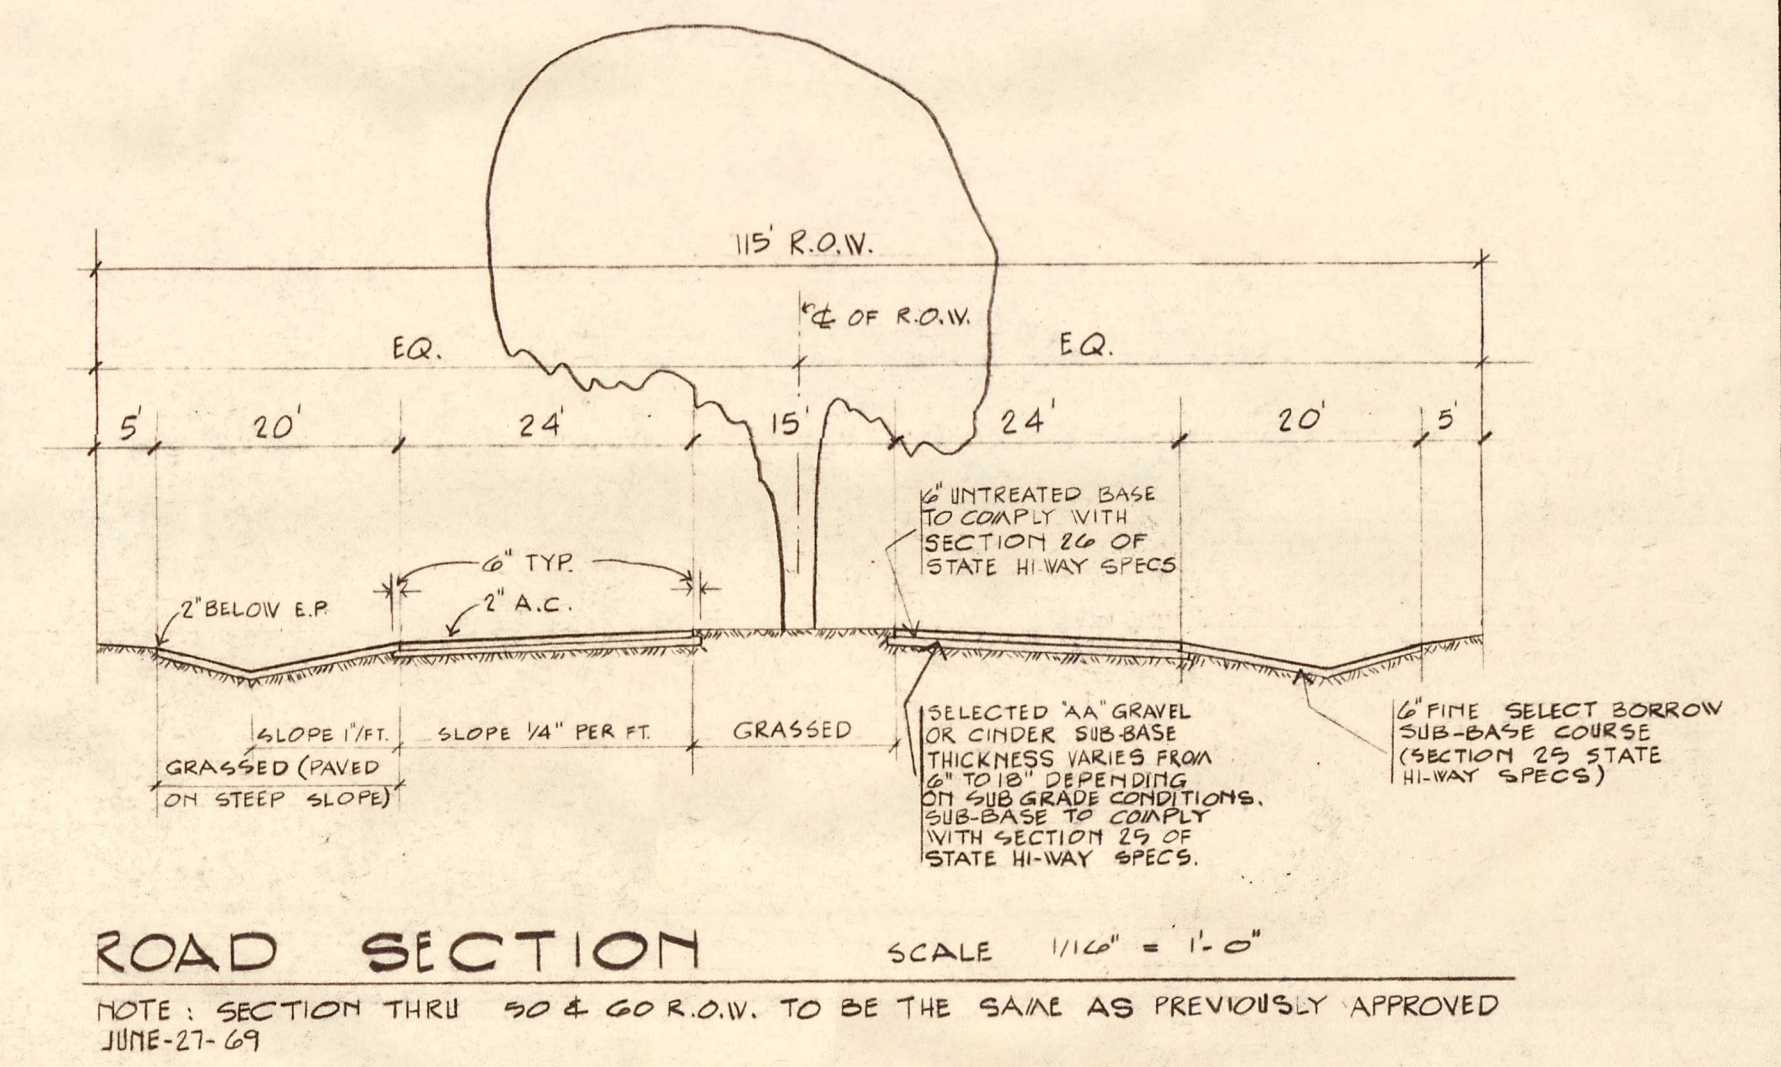 115' R.O.W.
℄ OF R.O.W.
EQ.
EQ.
5'
20'
24'
15'
24'
20'
5'
6" UNTREATED BASE
TO COMPLY WITH
SECTION 26 OF
STATE HI-WAY SPECS
6" TYP.
2" A.C.
2" BELOW E.P.
SLOPE 1"/FT.
SLOPE 1/4" PER FT.
GRASSED
GRASSED (PAVED
ON STEEP SLOPE)
SELECTED "AA" GRAVEL
OR CINDER SUB-BASE
THICKNESS VARIES FROM
6" TO 18" DEPENDING
ON SUB GRADE CONDITIONS.
SUB-BASE TO COMPLY
WITH SECTION 25 OF
STATE HI-WAY SPECS.
6" FINE SELECT BORROW
SUB-BASE COURSE
(SECTION 25 STATE
HI-WAY SPECS)
ROAD SECTION
SCALE 1/16" = 1'-0"
NOTE: SECTION THRU 50 & 60 R.O.W. TO BE THE SAME AS PREVIOUSLY APPROVED
JUNE-27-69